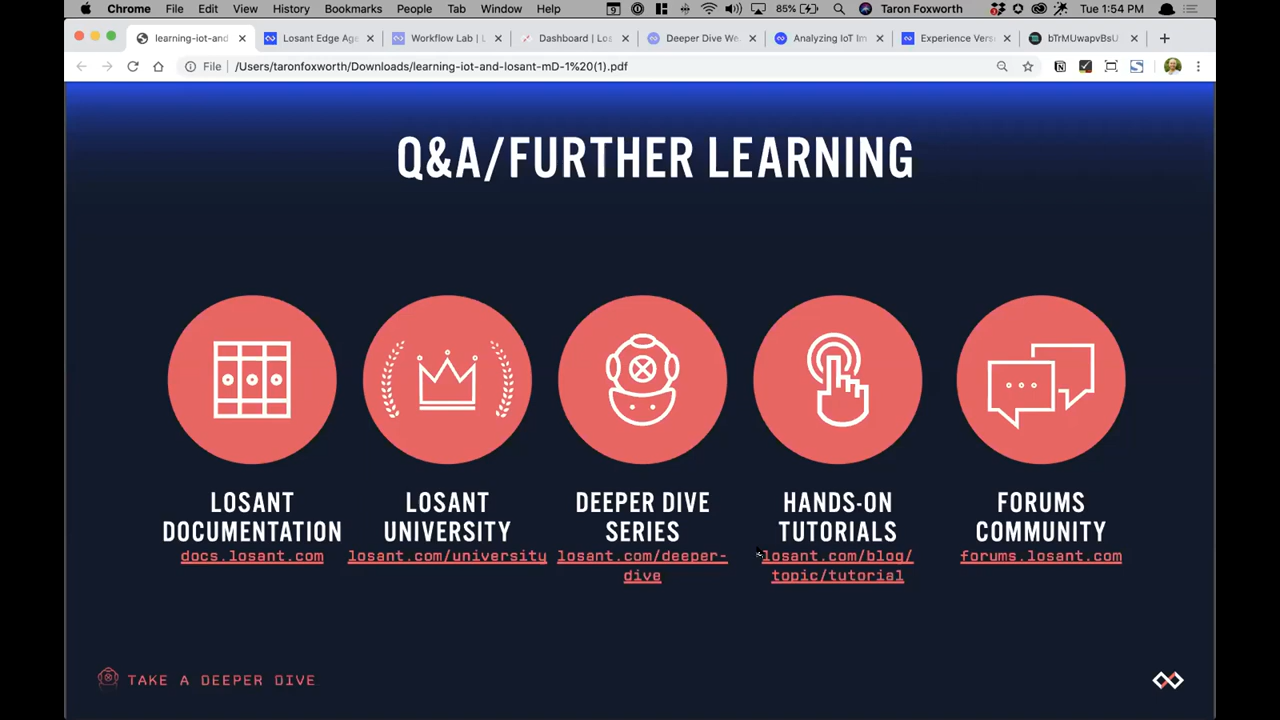 Chrome File Edit View History Bookmarks People Tab Window Help 9 85% Taron Foxworth Tue 1:54 PM
learning-iot-and Losant Edge Age Workflow Lab | L Dashboard | Los Deeper Dive We Analyzing IoT Im Experience Vers bTrMUwapvBsU
File /Users/taronfoxworth/Downloads/learning-iot-and-losant-mD-1%20(1).pdf
Q&A/FURTHER LEARNING
LOSANT
DOCUMENTATION
docs.losant.com
LOSANT
UNIVERSITY
losant.com/university
DEEPER DIVE
SERIES
losant.com/deeper-
dive
HANDS-ON
TUTORIALS
losant.com/blog/
topic/tutorial
FORUMS
COMMUNITY
forums.losant.com
TAKE A DEEPER DIVE